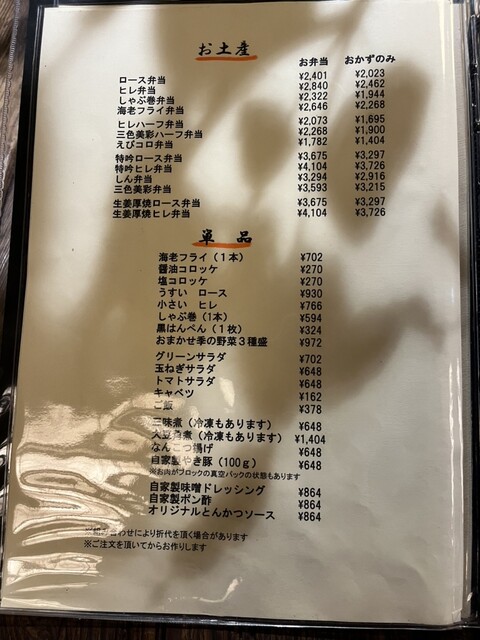 お土産
お弁当 おかずのみ
ロース弁当 ¥2,401 ¥2,023
ヒレ弁当 ¥2,840 ¥2,462
しゃぶ巻弁当 ¥2,322 ¥1,944
海老フライ弁当 ¥2,646 ¥2,268
ヒレハーフ弁当 ¥2,073 ¥1,695
三色美彩ハーフ弁当 ¥2,268 ¥1,900
えびコロ弁当 ¥1,782 ¥1,404
特吟ロース弁当 ¥3,675 ¥3,297
特吟ヒレ弁当 ¥4,104 ¥3,726
しん弁当 ¥3,294 ¥2,916
三色美彩弁当 ¥3,593 ¥3,215
生姜厚焼ロース弁当 ¥3,675 ¥3,297
生姜厚焼ヒレ弁当 ¥4,104 ¥3,726
単品
海老フライ（１本） ¥702
醤油コロッケ ¥270
塩コロッケ ¥270
うすい ロース ¥930
小さい ヒレ ¥766
しゃぶ巻（1本） ¥594
黒はんぺん（１枚） ¥324
おまかせ季の野菜３種盛 ¥972
グリーンサラダ ¥702
玉ねぎサラダ ¥648
トマトサラダ ¥648
キャベツ ¥162
ご飯 ¥378
三味煮（冷凍もあります） ¥648
大豆角煮（冷凍もあります） ¥1,404
なんこつ揚げ ¥648
自家製やき豚（100ｇ） ¥648
※お肉がブロックの真空パックの状態もあります
自家製味噌ドレッシング ¥864
自家製ポン酢 ¥864
オリジナルとんかつソース ¥864
合わせにより折代を頂く場合があります
※ご注文を頂いてからお作りします